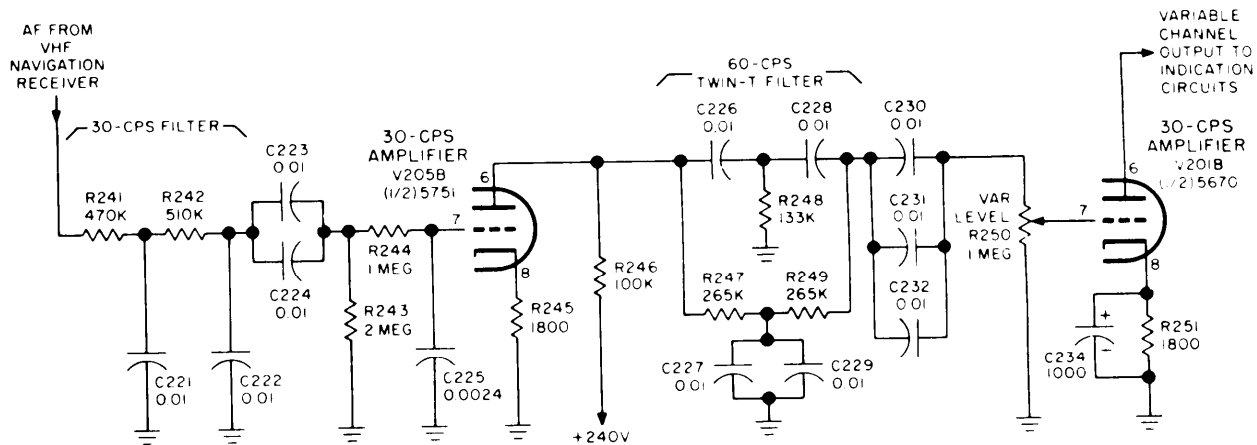 AF FROM
VHF
NAVIGATION
RECEIVER
30-CPS FILTER
R241
470K
R242
510K
C223
0.01
C224
0.01
C221
0.01
C222
0.01
R243
2 MEG
R244
1 MEG
C225
0.0024
30-CPS
AMPLIFIER
V205B
(1/2) 5751
6
7
8
R245
1800
R246
100K
+240V
60-CPS
TWIN-T FILTER
C226
0.01
C228
0.01
R248
133K
R247
265K
R249
265K
C227
0.01
C229
0.01
C230
0.01
C231
0.01
C232
0.01
VAR
LEVEL
R250
1 MEG
VARIABLE
CHANNEL
OUTPUT TO
INDICATION
CIRCUITS
30-CPS
AMPLIFIER
V201B
(1/2) 5670
6
7
8
+
−
C234
1000
R251
1800